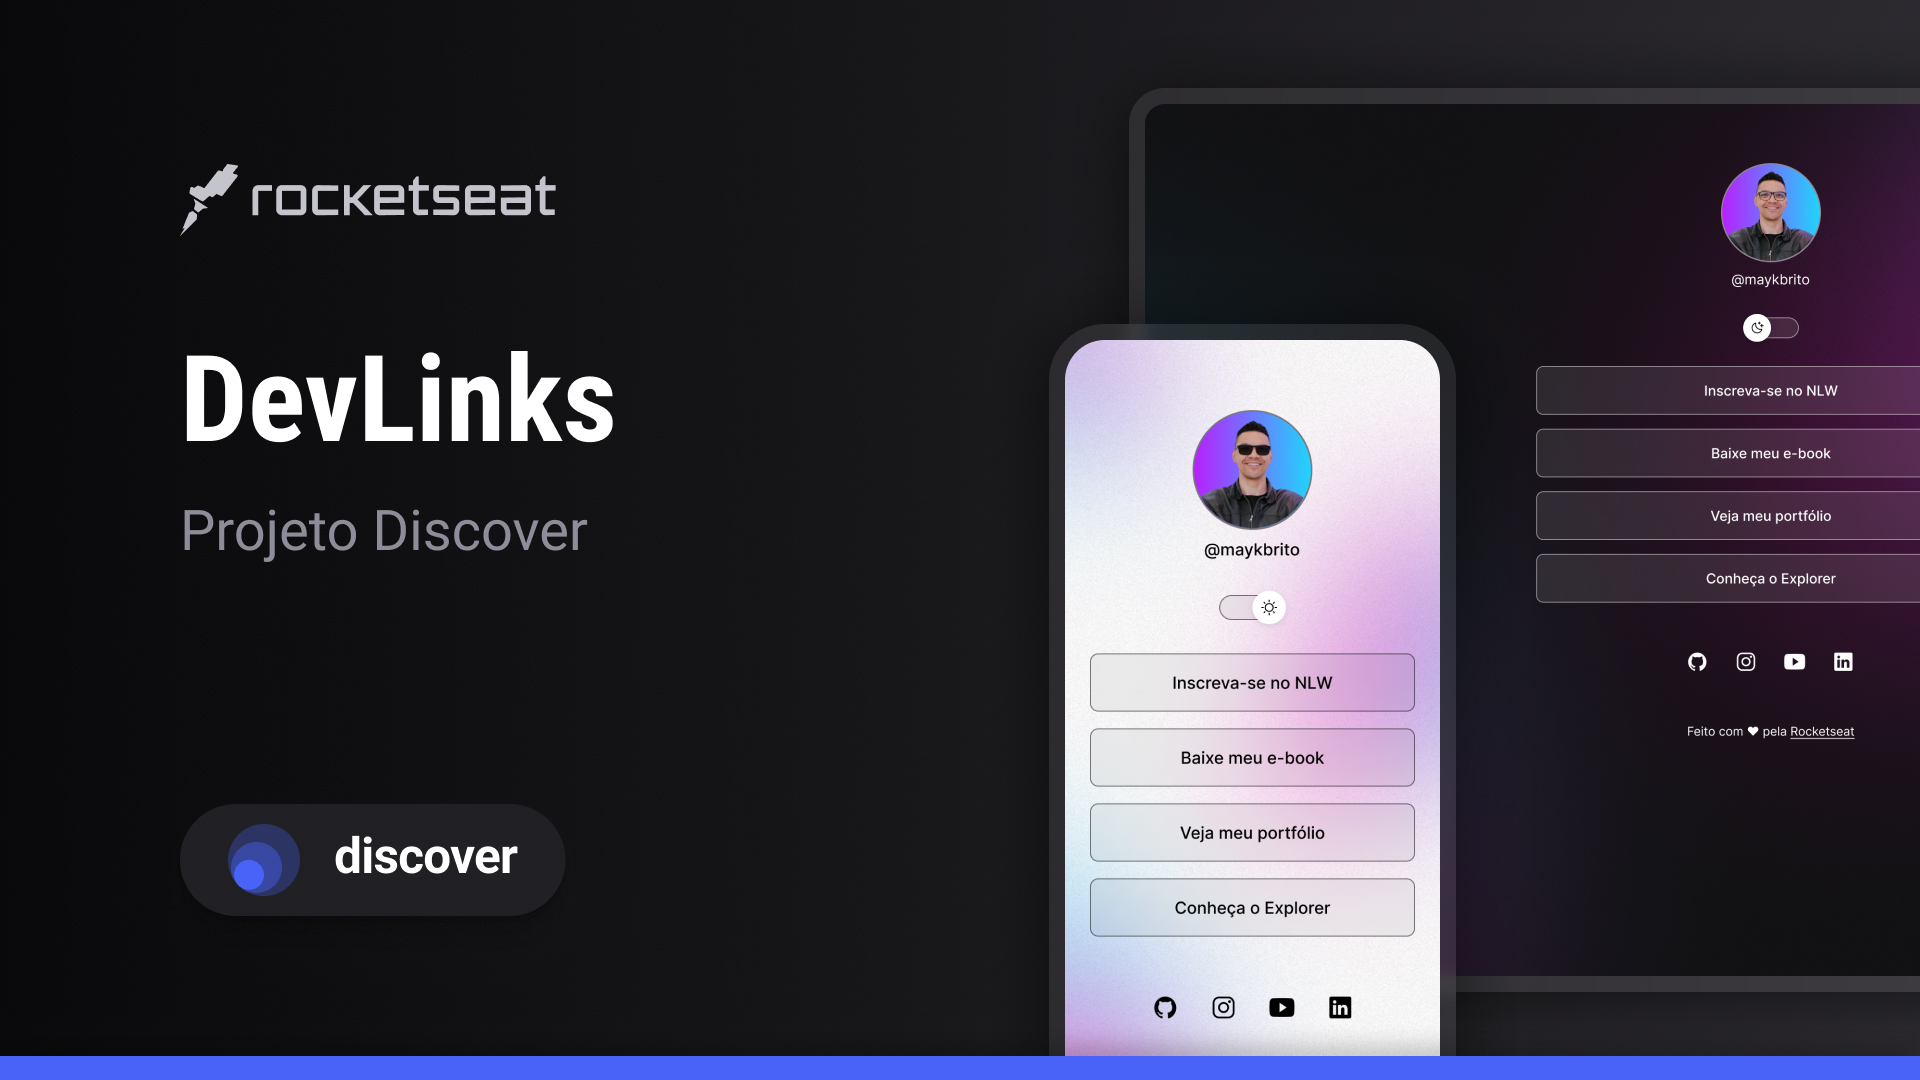 rocketseat
DevLinks
Projeto Discover
discover
@maykbrito
Inscreva-se no NLW
Baixe meu e-book
Veja meu portfólio
Conheça o Explorer
@maykbrito
Inscreva-se no NLW
Baixe meu e-book
Veja meu portfólio
Conheça o Explorer
Feito com ♥ pela Rocketseat